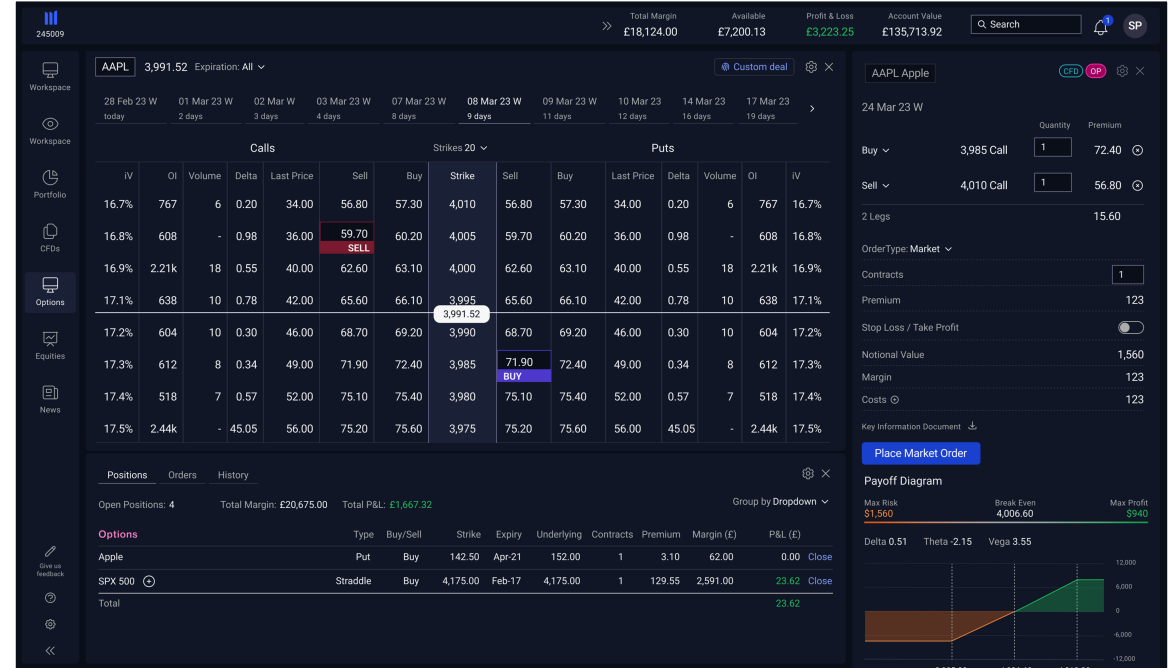 245009
Total Margin Available Profit & Loss Account Value
£18,124.00 £7,200.13 £3,223.25 £135,713.92
Search
1
SP
Workspace
Workspace
Portfolio
CFDs
Options
Equities
News
Give us
feedback
AAPL 3,991.52 Expiration: All
Custom deal
28 Feb 23 W 01 Mar 23 W 02 Mar W 03 Mar 23 W 07 Mar 23 W 08 Mar 23 W 09 Mar 23 W 10 Mar 23 14 Mar 23 17 Mar 23
today 2 days 3 days 4 days 8 days 9 days 11 days 12 days 16 days 19 days
Calls Strikes 20 Puts
iV OI Volume Delta Last Price Sell Buy Strike Sell Buy Last Price Delta Volume OI iV
16.7% 767 6 0.20 34.00 56.80 57.30 4,010 56.80 57.30 34.00 0.20 6 767 16.7%
16.8% 608 - 0.98 36.00 59.70 60.20 4,005 59.70 60.20 36.00 0.98 - 608 16.8%
SELL
16.9% 2.21k 18 0.55 40.00 62.60 63.10 4,000 62.60 63.10 40.00 0.55 18 2.21k 16.9%
17.1% 638 10 0.78 42.00 65.60 66.10 3,995 65.60 66.10 42.00 0.78 10 638 17.1%
3,991.52
17.2% 604 10 0.30 46.00 68.70 69.20 3,990 68.70 69.20 46.00 0.30 10 604 17.2%
17.3% 612 8 0.34 49.00 71.90 72.40 3,985 71.90 72.40 49.00 0.34 8 612 17.3%
BUY
17.4% 518 7 0.57 52.00 75.10 75.40 3,980 75.10 75.40 52.00 0.57 7 518 17.4%
17.5% 2.44k - 45.05 56.00 75.20 75.60 3,975 75.20 75.60 56.00 45.05 - 2.44k 17.5%
Positions Orders History
Open Positions: 4 Total Margin: £20,675.00 Total P&L: £1,667.32 Group by Dropdown
Options Type Buy/Sell Strike Expiry Underlying Contracts Premium Margin (£) P&L (£)
Apple Put Buy 142.50 Apr-21 152.00 1 3.10 62.00 0.00 Close
SPX 500 Straddle Buy 4,175.00 Feb-17 4,175.00 1 129.55 2,591.00 23.62 Close
Total 23.62
AAPL Apple CFD OP
24 Mar 23 W
Quantity Premium
Buy 3,985 Call 1 72.40
Sell 4,010 Call 1 56.80
2 Legs 15.60
OrderType: Market
Contracts 1
Premium 123
Stop Loss / Take Profit
Notional Value 1,560
Margin 123
Costs 123
Key Information Document
Place Market Order
Payoff Diagram
Max Risk Break Even Max Profit
$1,560 4,006.60 $940
Delta 0.51 Theta -2.15 Vega 3.55
12,000
6,000
0
-6,000
-12,000